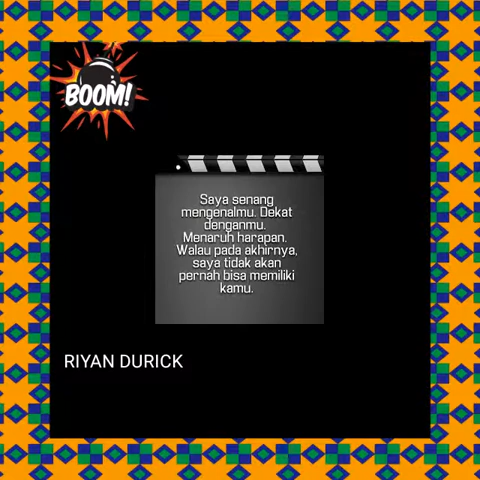 BOOM!
Saya senang
mengenalmu. Dekat
denganmu.
Menaruh harapan.
Walau pada akhirnya,
saya tidak akan
pernah bisa memiliki
kamu.
RIYAN DURICK